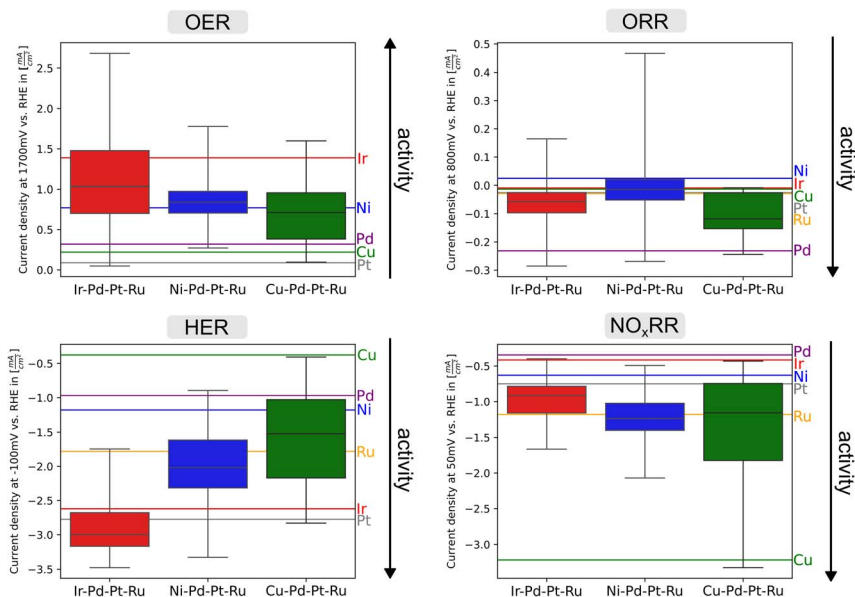 OER
Current density at 1700mV vs. RHE in [mA/cm²]
2.5
2.0
1.5
1.0
0.5
0.0
Ir
Ni
Pd
Cu
Pt
Ir-Pd-Pt-Ru Ni-Pd-Pt-Ru Cu-Pd-Pt-Ru
activity
ORR
Current density at 800mV vs. RHE in [mA/cm²]
0.5
0.4
0.3
0.2
0.1
0.0
−0.1
−0.2
−0.3
Ni
Ir
Cu
Pt
Ru
Pd
Ir-Pd-Pt-Ru Ni-Pd-Pt-Ru Cu-Pd-Pt-Ru
activity
HER
Current density at -100mV vs. RHE in [mA/cm²]
−0.5
−1.0
−1.5
−2.0
−2.5
−3.0
−3.5
Cu
Pd
Ni
Ru
Ir
Pt
Ir-Pd-Pt-Ru Ni-Pd-Pt-Ru Cu-Pd-Pt-Ru
activity
NOxRR
Current density at 50mV vs. RHE in [mA/cm²]
−0.5
−1.0
−1.5
−2.0
−2.5
−3.0
Pd
Ir
Ni
Pt
Ru
Cu
Ir-Pd-Pt-Ru Ni-Pd-Pt-Ru Cu-Pd-Pt-Ru
activity